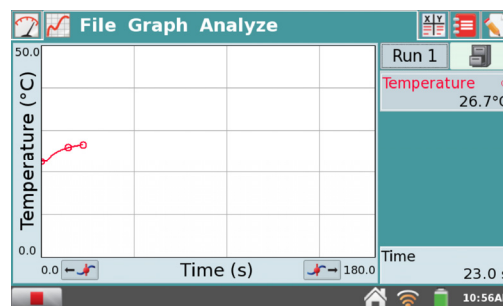 File Graph Analyze
X Y
Run 1
50.0
Temperature (°C)
0.0
0.0
Time (s)
180.0
Temperature
26.7°
Time
23.0
10:56A